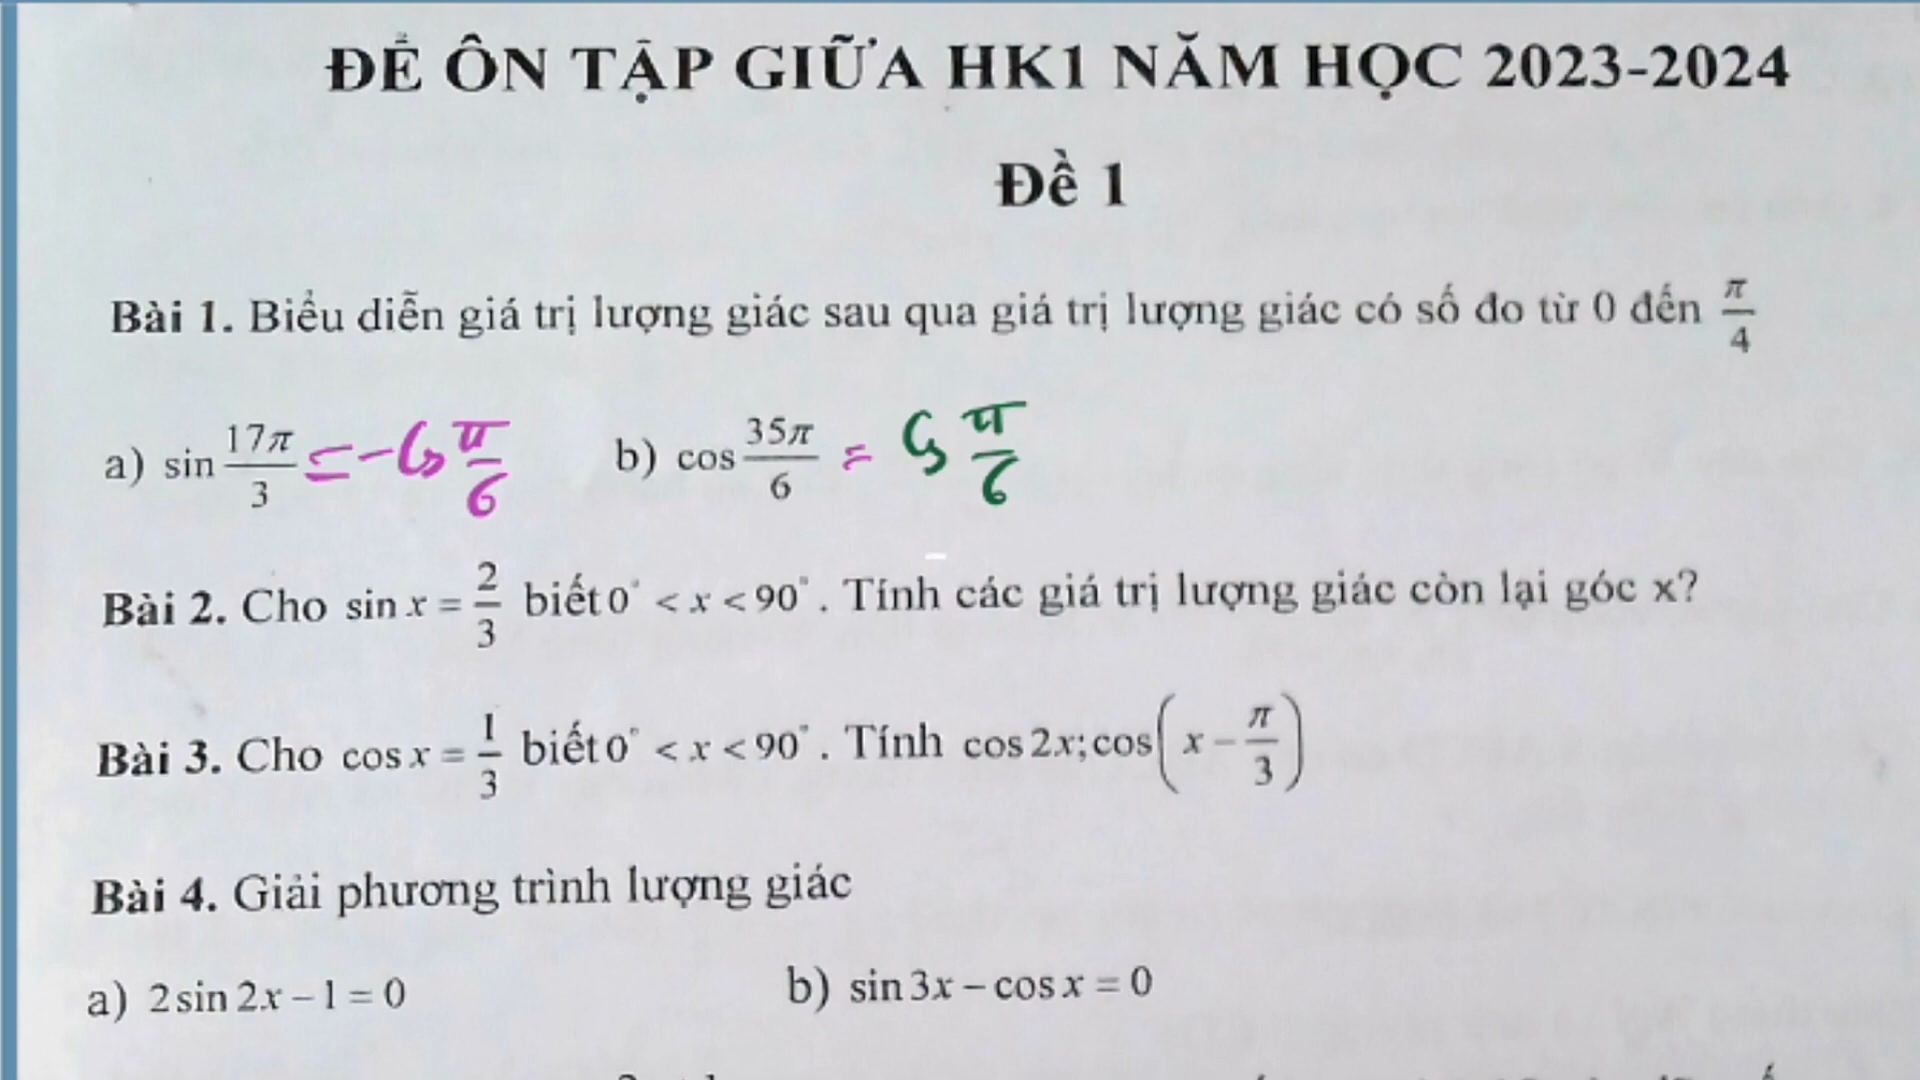 ĐỀ ÔN TẬP GIỮA HK1 NĂM HỌC 2023-2024
Đề 1
Bài 1. Biểu diễn giá trị lượng giác sau qua giá trị lượng giác có số đo từ 0 đến π/4
a) sin 17π/3 = -cos π/6 b) cos 35π/6 = cos π/6
Bài 2. Cho sin x = 2/3 biết 0° < x < 90°. Tính các giá trị lượng giác còn lại góc x?
Bài 3. Cho cos x = 1/3 biết 0° < x < 90°. Tính cos 2x; cos(x - π/3)
Bài 4. Giải phương trình lượng giác
a) 2 sin 2x - 1 = 0 b) sin 3x - cos x = 0